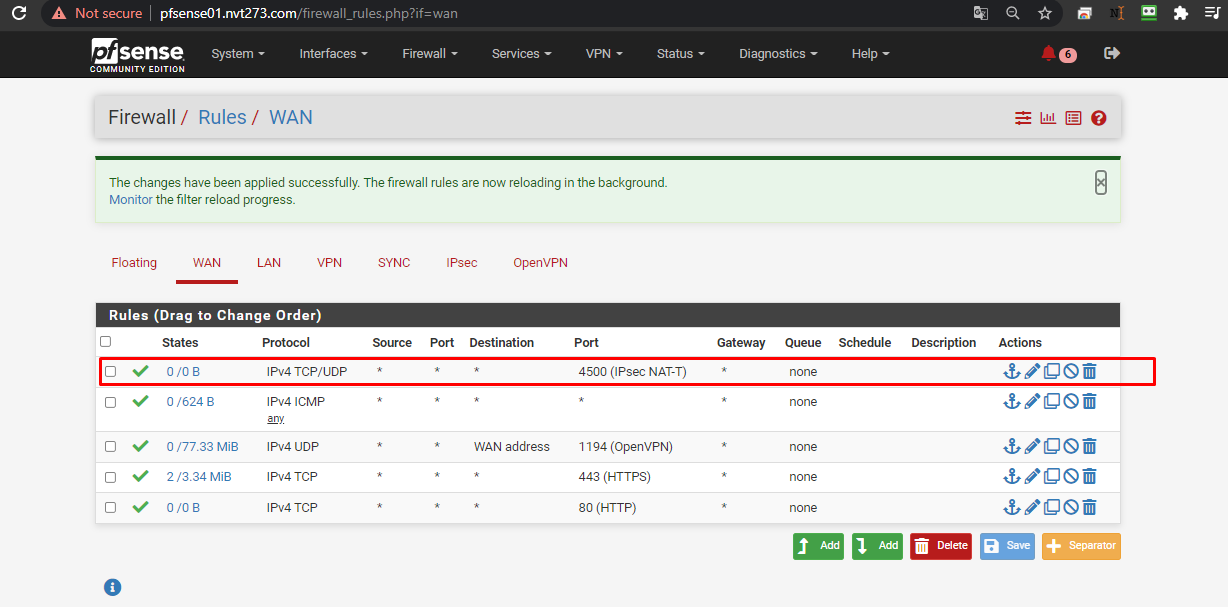 Not secure pfsense01.nvt273.com/firewall_rules.php?if=wan
pfsense System Interfaces Firewall Services VPN Status Diagnostics Help 6
COMMUNITY EDITION
Firewall / Rules / WAN
The changes have been applied successfully. The firewall rules are now reloading in the background.
Monitor the filter reload progress.
Floating WAN LAN VPN SYNC IPsec OpenVPN
Rules (Drag to Change Order)
States Protocol Source Port Destination Port Gateway Queue Schedule Description Actions
0 /0 B IPv4 TCP/UDP * * * 4500 (IPsec NAT-T) * none
0 /624 B IPv4 ICMP * * * * * none
any
0 /77.33 MiB IPv4 UDP * * WAN address 1194 (OpenVPN) * none
2 /3.34 MiB IPv4 TCP * * * 443 (HTTPS) * none
0 /0 B IPv4 TCP * * * 80 (HTTP) * none
Add Add Delete Save Separator